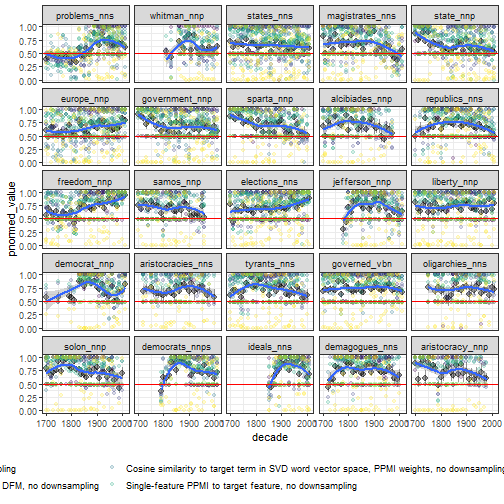 problems_nns whitman_nnp states_nns magistrates_nns state_nnp
1.00
0.75
0.50
0.25
0.00
europe_nnp government_nnp sparta_nnp alcibiades_nnp republics_nns
1.00
0.75
0.50
0.25
0.00
freedom_nnp samos_nnp elections_nns jefferson_nnp liberty_nnp
1.00
0.75
0.50
0.25
0.00
democrat_nnp aristocracies_nns tyrants_nns governed_vbn oligarchies_nns
1.00
0.75
0.50
0.25
0.00
solon_nnp democrats_nnps ideals_nns demagogues_nns aristocracy_nnp
1.00
0.75
0.50
0.25
0.00
pnormed_value
1700 1800 1900 2000 1700 1800 1900 2000 1700 1800 1900 2000 1700 1800 1900 2000 1700 1800 1900 2000
decade
pling Cosine similarity to target term in SVD word vector space, PPMI weights, no downsampling
DFM, no downsampling Single-feature PPMI to target feature, no downsampling